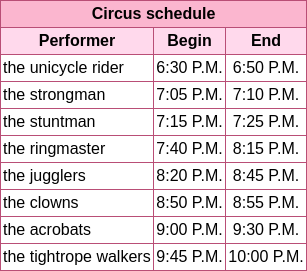 Circus schedule
Performer Begin End
the unicycle rider 6:30 P.M. 6:50 P.M.
the strongman 7:05 P.M. 7:10 P.M.
the stuntman 7:15 P.M. 7:25 P.M.
the ringmaster 7:40 P.M. 8:15 P.M.
the jugglers 8:20 P.M. 8:45 P.M.
the clowns 8:50 P.M. 8:55 P.M.
the acrobats 9:00 P.M. 9:30 P.M.
the tightrope walkers 9:45 P.M. 10:00 P.M.